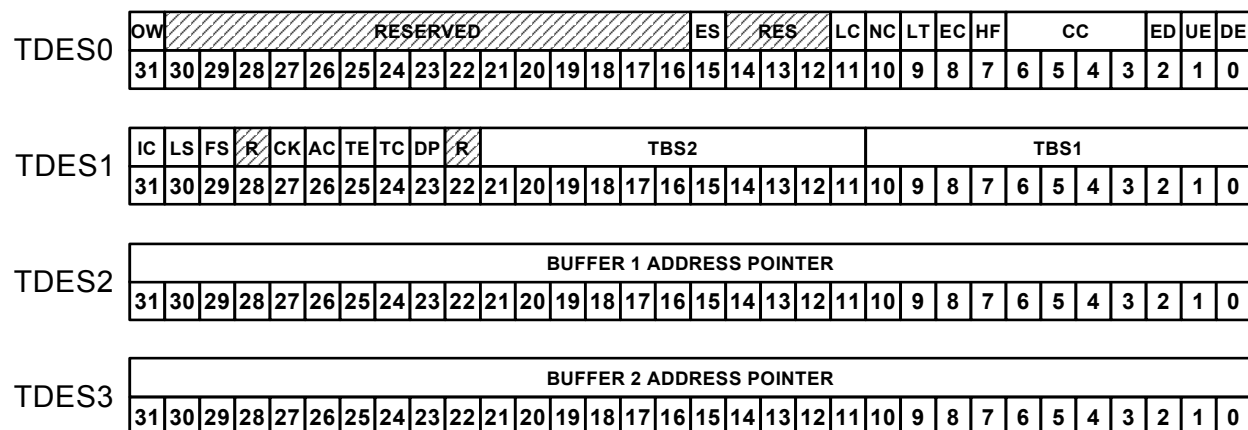 OW RESERVED ES RES LC NC LT EC HF CC ED UE DE
TDES0
31 30 29 28 27 26 25 24 23 22 21 20 19 18 17 16 15 14 13 12 11 10 9 8 7 6 5 4 3 2 1 0
IC LS FS R CK AC TE TC DP R TBS2 TBS1
TDES1
31 30 29 28 27 26 25 24 23 22 21 20 19 18 17 16 15 14 13 12 11 10 9 8 7 6 5 4 3 2 1 0
BUFFER 1 ADDRESS POINTER
TDES2
31 30 29 28 27 26 25 24 23 22 21 20 19 18 17 16 15 14 13 12 11 10 9 8 7 6 5 4 3 2 1 0
BUFFER 2 ADDRESS POINTER
TDES3
31 30 29 28 27 26 25 24 23 22 21 20 19 18 17 16 15 14 13 12 11 10 9 8 7 6 5 4 3 2 1 0